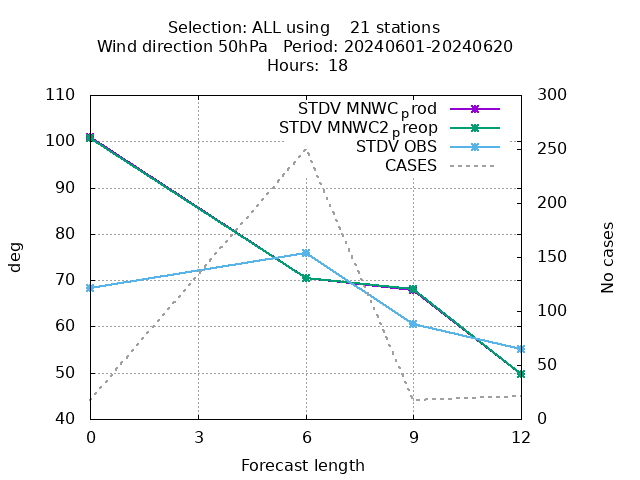 Selection: ALL using    21 stations
Wind direction 50hPa   Period: 20240601-20240620
Hours:  18
110
100
90
80
70
60
50
40
300
250
200
150
100
50
0
STDV MNWC_prod
STDV MNWC2_preop
STDV OBS
CASES
deg
No cases
0 3 6 9 12
Forecast length